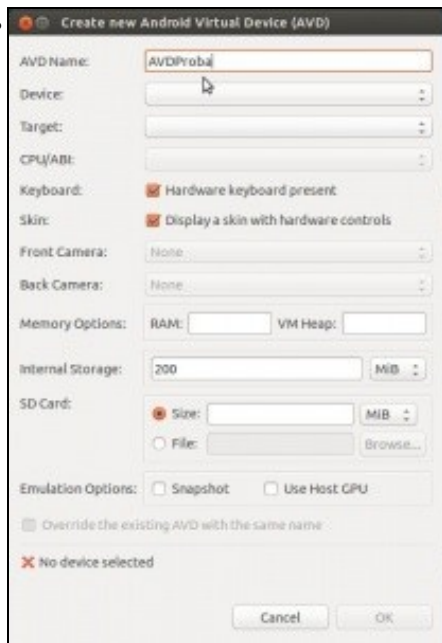 Create new Android Virtual Device (AVD)
AVD Name: AVDProba
Device:
Target:
CPU/ABI:
Keyboard: Hardware keyboard present
Skin: Display a skin with hardware controls
Front Camera: None
Back Camera: None
Memory Options: RAM: VM Heap:
Internal Storage: 200 MiB
SD Card:
Size: MiB
File: Browse...
Emulation Options: Snapshot Use Host GPU
Override the existing AVD with the same name
No device selected
Cancel OK